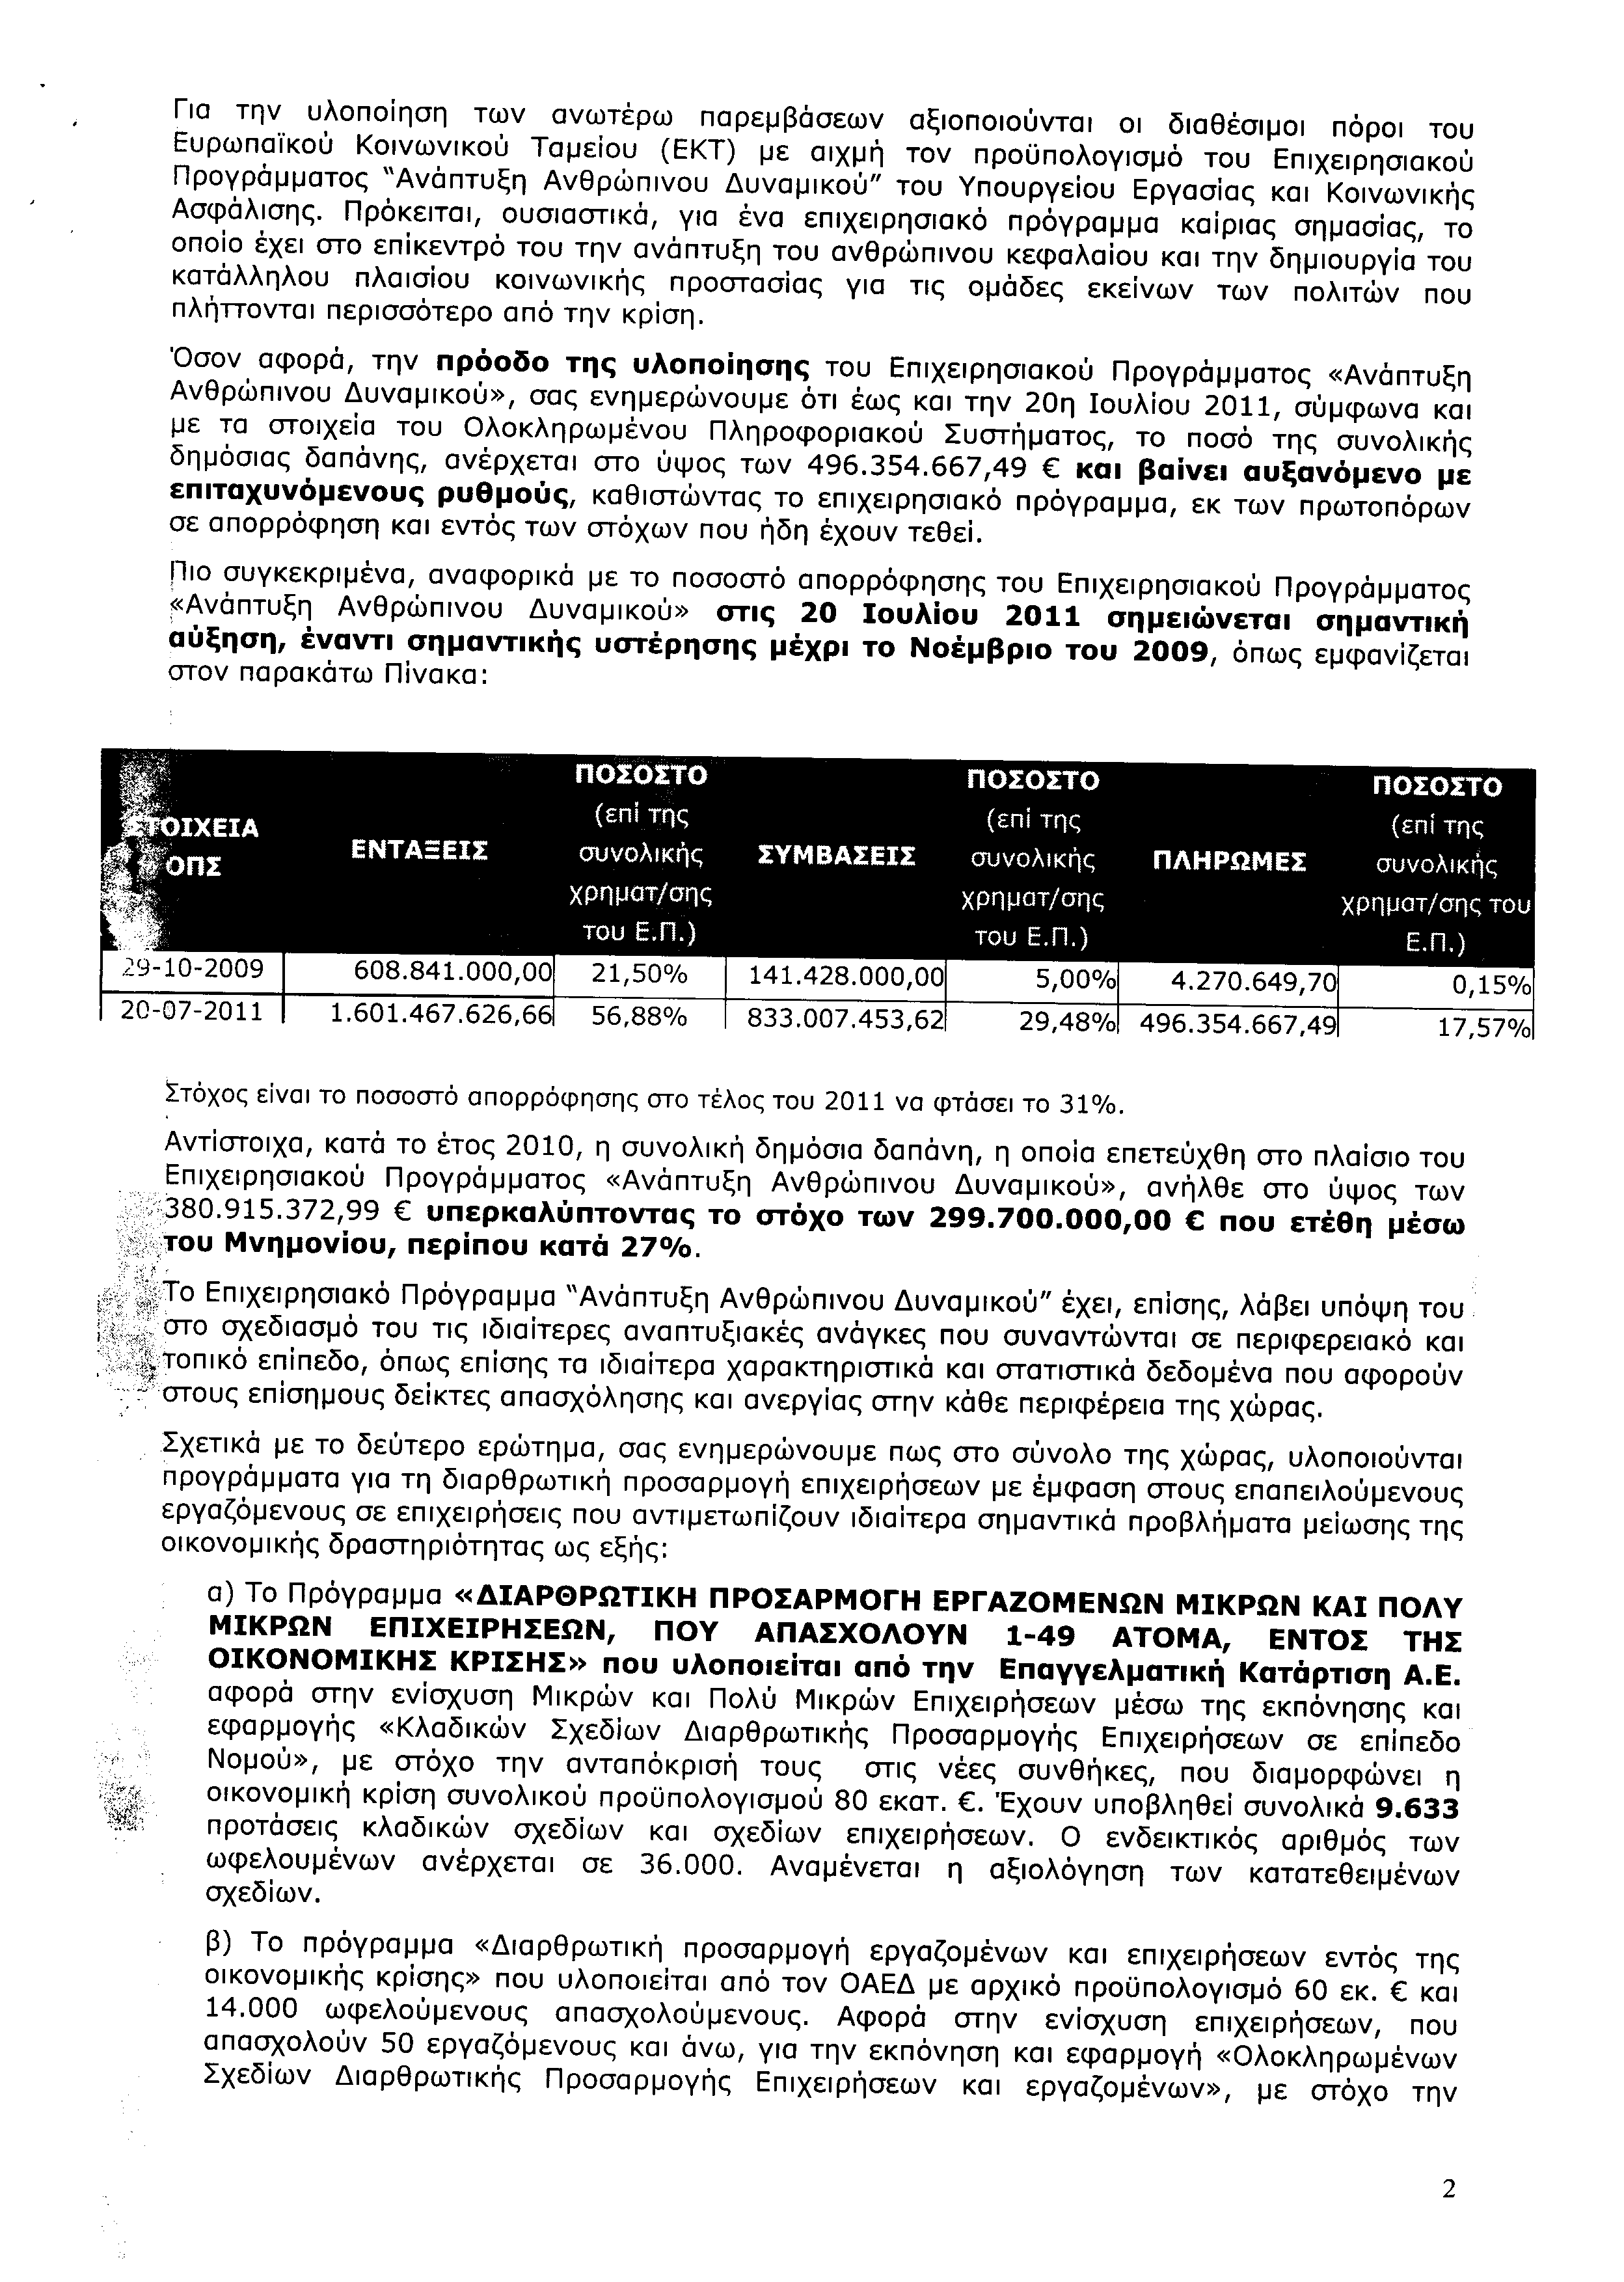 Για την υλοποίηση των ανωτέρω παρεμβάσεων αξιοποιούνται οι διαθέσιμοι πόροι του
Ευρωπαϊκού Κοινωνικού Ταμείου (ΕΚΤ) με αιχμή τον προϋπολογισμό του Επιχειρησιακού
Προγράμματος "Ανάπτυξη Ανθρώπινου Δυναμικού" του Υπουργείου Εργασίας και Κοινωνικής
Ασφάλισης. Πρόκειται, ουσιαστικά, για ένα επιχειρησιακό πρόγραμμα καίριας σημασίας, το
οποίο έχει στο επίκεντρό του την ανάπτυξη του ανθρώπινου κεφαλαίου και την δημιουργία του
κατάλληλου πλαισίου κοινωνικής προστασίας για τις ομάδες εκείνων των πολιτών που
πλήττονται περισσότερο από την κρίση.
Όσον αφορά, την πρόοδο της υλοποίησης του Επιχειρησιακού Προγράμματος «Ανάπτυξη
Ανθρώπινου Δυναμικού», σας ενημερώνουμε ότι έως και την 20η Ιουλίου 2011, σύμφωνα και
με τα στοιχεία του Ολοκληρωμένου Πληροφοριακού Συστήματος, το ποσό της συνολικής
δημόσιας δαπάνης, ανέρχεται στο ύψος των 496.354.667,49 € και βαίνει αυξανόμενο με
επιταχυνόμενους ρυθμούς, καθιστώντας το επιχειρησιακό πρόγραμμα, εκ των πρωτοπόρων
σε απορρόφηση και εντός των στόχων που ήδη έχουν τεθεί.
Πιο συγκεκριμένα, αναφορικά με το ποσοστό απορρόφησης του Επιχειρησιακού Προγράμματος
«Ανάπτυξη Ανθρώπινου Δυναμικού» στις 20 Ιουλίου 2011 σημειώνεται σημαντική
αύξηση, έναντι σημαντικής υστέρησης μέχρι το Νοέμβριο του 2009, όπως εμφανίζεται
στον παρακάτω Πίνακα:
ΣΤΟΙΧΕΙΑ ΟΠΣ ΕΝΤΑΞΕΙΣ ΠΟΣΟΣΤΟ (επί της συνολικής χρηματ/σης του Ε.Π.) ΣΥΜΒΑΣΕΙΣ ΠΟΣΟΣΤΟ (επί της συνολικής χρηματ/σης του Ε.Π.) ΠΛΗΡΩΜΕΣ ΠΟΣΟΣΤΟ (επί της συνολικής χρηματ/σης του Ε.Π.)
29-10-2009 608.841.000,00 21,50% 141.428.000,00 5,00% 4.270.649,70 0,15%
20-07-2011 1.601.467.626,66 56,88% 833.007.453,62 29,48% 496.354.667,49 17,57%
Στόχος είναι το ποσοστό απορρόφησης στο τέλος του 2011 να φτάσει το 31%.
Αντίστοιχα, κατά το έτος 2010, η συνολική δημόσια δαπάνη, η οποία επετεύχθη στο πλαίσιο του
Επιχειρησιακού Προγράμματος «Ανάπτυξη Ανθρώπινου Δυναμικού», ανήλθε στο ύψος των
380.915.372,99 € υπερκαλύπτοντας το στόχο των 299.700.000,00 € που ετέθη μέσω
του Μνημονίου, περίπου κατά 27%.
Το Επιχειρησιακό Πρόγραμμα "Ανάπτυξη Ανθρώπινου Δυναμικού" έχει, επίσης, λάβει υπόψη του
στο σχεδιασμό του τις ιδιαίτερες αναπτυξιακές ανάγκες που συναντώνται σε περιφερειακό και
τοπικό επίπεδο, όπως επίσης τα ιδιαίτερα χαρακτηριστικά και στατιστικά δεδομένα που αφορούν
στους επίσημους δείκτες απασχόλησης και ανεργίας στην κάθε περιφέρεια της χώρας.
Σχετικά με το δεύτερο ερώτημα, σας ενημερώνουμε πως στο σύνολο της χώρας, υλοποιούνται
προγράμματα για τη διαρθρωτική προσαρμογή επιχειρήσεων με έμφαση στους επαπειλούμενους
εργαζόμενους σε επιχειρήσεις που αντιμετωπίζουν ιδιαίτερα σημαντικά προβλήματα μείωσης της
οικονομικής δραστηριότητας ως εξής:
α) Το Πρόγραμμα «ΔΙΑΡΘΡΩΤΙΚΗ ΠΡΟΣΑΡΜΟΓΗ ΕΡΓΑΖΟΜΕΝΩΝ ΜΙΚΡΩΝ ΚΑΙ ΠΟΛΥ
ΜΙΚΡΩΝ ΕΠΙΧΕΙΡΗΣΕΩΝ, ΠΟΥ ΑΠΑΣΧΟΛΟΥΝ 1-49 ΑΤΟΜΑ, ΕΝΤΟΣ ΤΗΣ
ΟΙΚΟΝΟΜΙΚΗΣ ΚΡΙΣΗΣ» που υλοποιείται από την Επαγγελματική Κατάρτιση Α.Ε.
αφορά στην ενίσχυση Μικρών και Πολύ Μικρών Επιχειρήσεων μέσω της εκπόνησης και
εφαρμογής «Κλαδικών Σχεδίων Διαρθρωτικής Προσαρμογής Επιχειρήσεων σε επίπεδο
Νομού», με στόχο την ανταπόκρισή τους στις νέες συνθήκες, που διαμορφώνει η
οικονομική κρίση συνολικού προϋπολογισμού 80 εκατ. €. Έχουν υποβληθεί συνολικά 9.633
προτάσεις κλαδικών σχεδίων και σχεδίων επιχειρήσεων. Ο ενδεικτικός αριθμός των
ωφελουμένων ανέρχεται σε 36.000. Αναμένεται η αξιολόγηση των κατατεθειμένων
σχεδίων.
β) Το πρόγραμμα «Διαρθρωτική προσαρμογή εργαζομένων και επιχειρήσεων εντός της
οικονομικής κρίσης» που υλοποιείται από τον ΟΑΕΔ με αρχικό προϋπολογισμό 60 εκ. € και
14.000 ωφελούμενους απασχολούμενους. Αφορά στην ενίσχυση επιχειρήσεων, που
απασχολούν 50 εργαζόμενους και άνω, για την εκπόνηση και εφαρμογή «Ολοκληρωμένων
Σχεδίων Διαρθρωτικής Προσαρμογής Επιχειρήσεων και εργαζομένων», με στόχο την
2